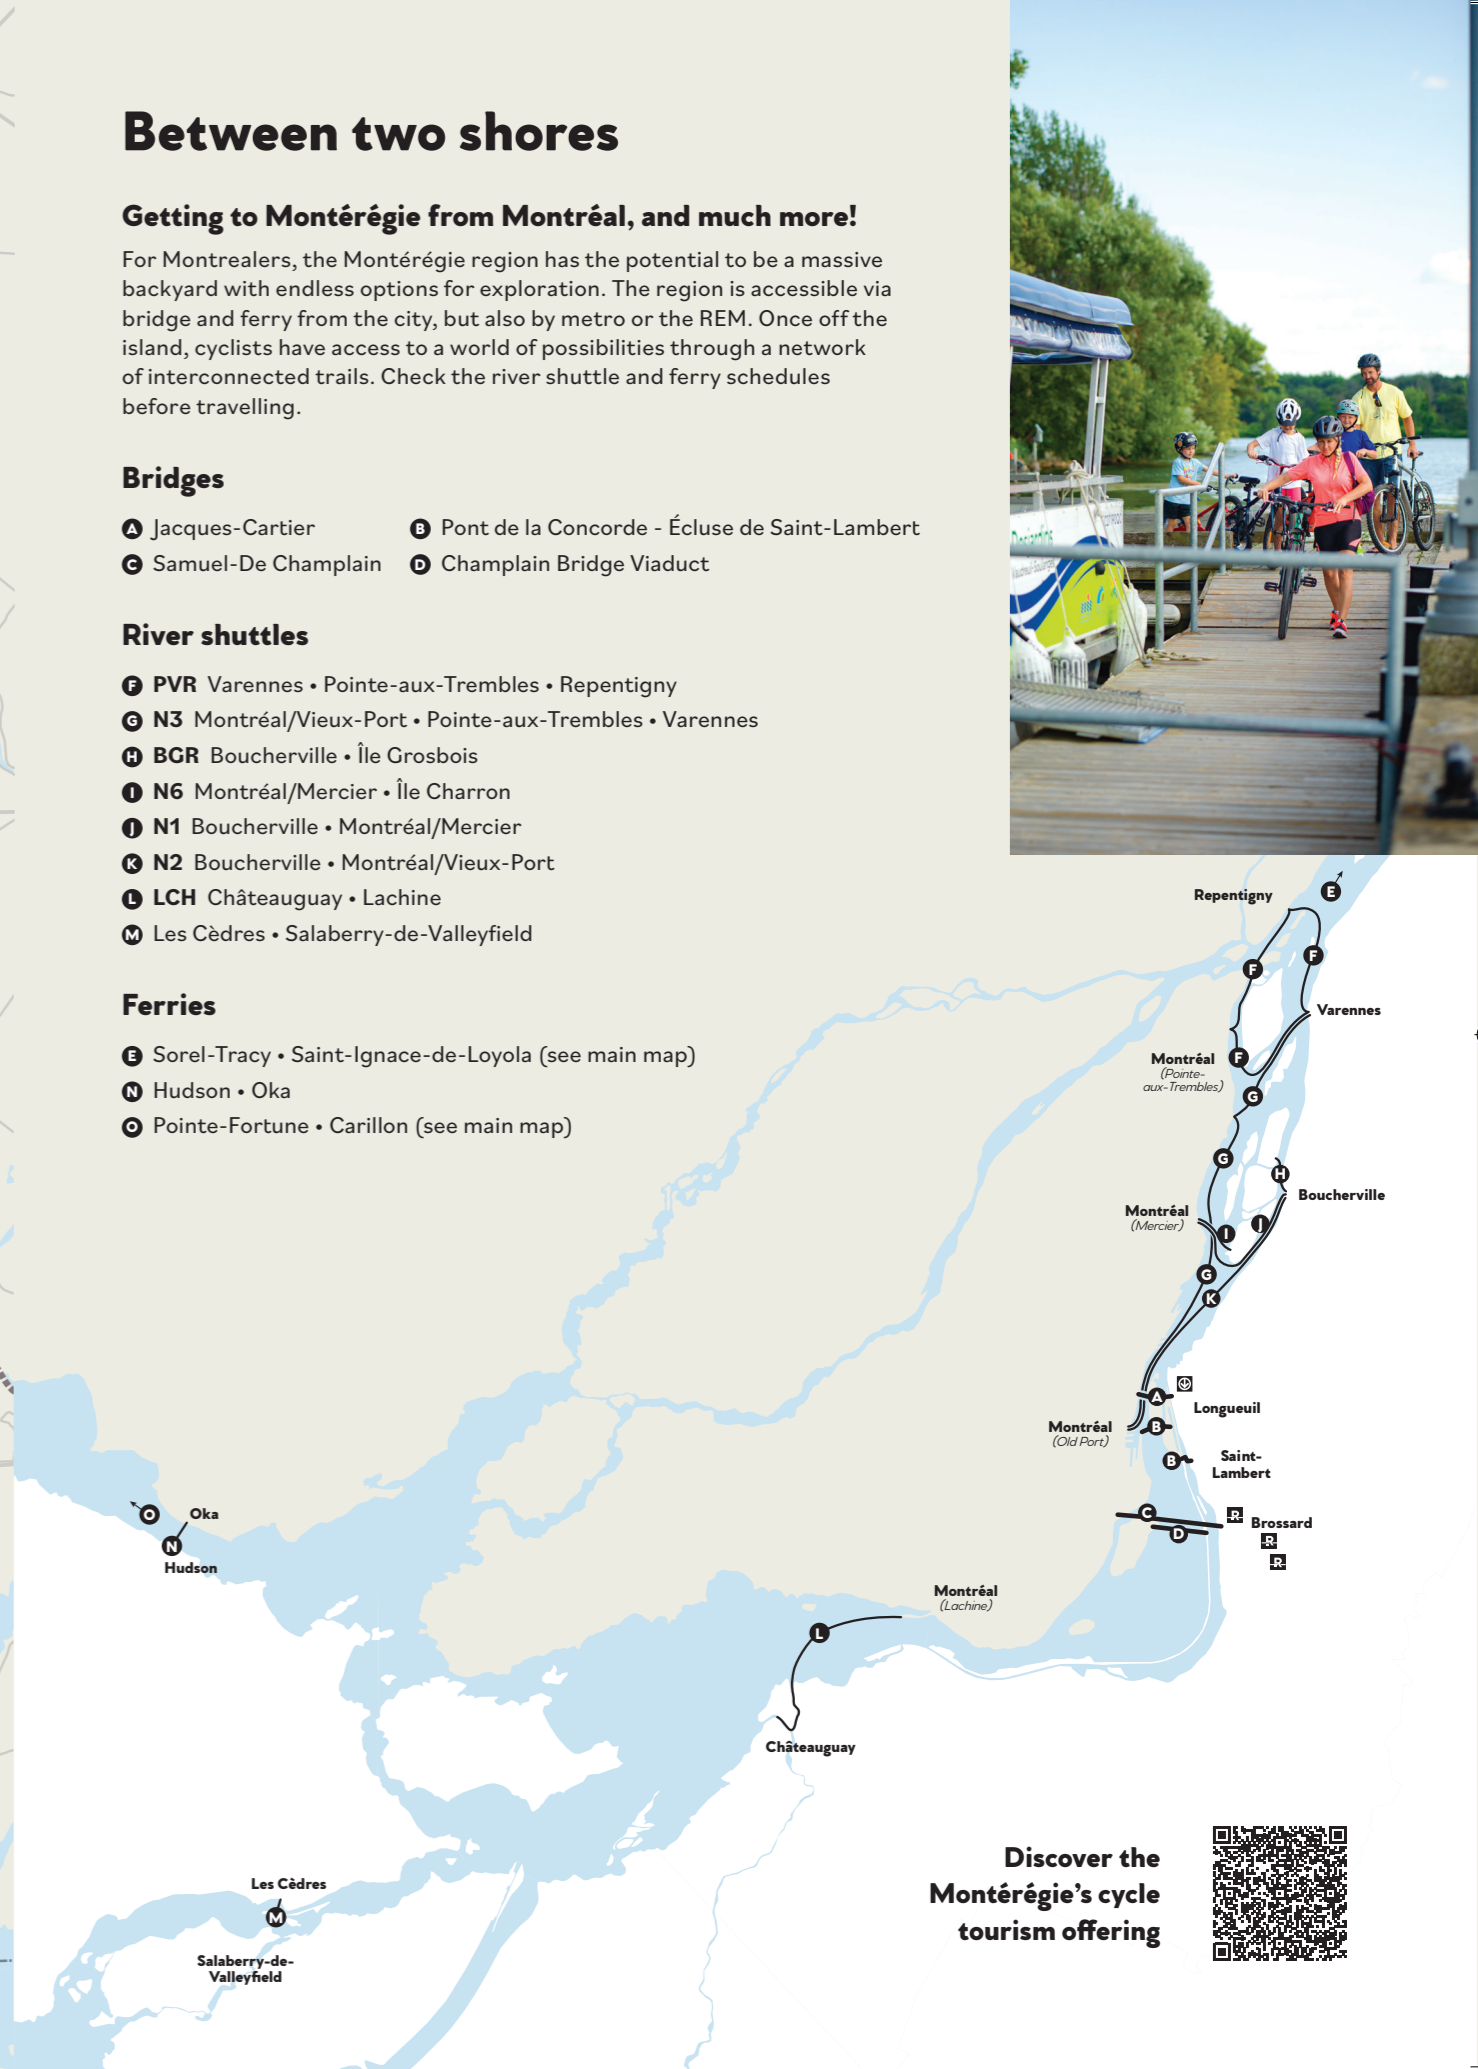 Between two shores
Getting to Montérégie from Montréal, and much more!
For Montrealers, the Montérégie region has the potential to be a massive
backyard with endless options for exploration. The region is accessible via
bridge and ferry from the city, but also by metro or the REM. Once off the
island, cyclists have access to a world of possibilities through a network
of interconnected trails. Check the river shuttle and ferry schedules
before travelling.
Bridges
A Jacques-Cartier
B Pont de la Concorde - Écluse de Saint-Lambert
C Samuel-De Champlain
D Champlain Bridge Viaduct
River shuttles
F PVR Varennes • Pointe-aux-Trembles • Repentigny
G N3 Montréal/Vieux-Port • Pointe-aux-Trembles • Varennes
H BGR Boucherville • Île Grosbois
I N6 Montréal/Mercier • Île Charron
J N1 Boucherville • Montréal/Mercier
K N2 Boucherville • Montréal/Vieux-Port
L LCH Châteauguay • Lachine
M Les Cèdres • Salaberry-de-Valleyfield
Ferries
E Sorel-Tracy • Saint-Ignace-de-Loyola (see main map)
N Hudson • Oka
O Pointe-Fortune • Carillon (see main map)
Desjardins
E
Repentigny
F
F
Varennes
Montréal
(Pointe-
aux-Trembles)
F
G
G
H
Boucherville
Montréal
(Mercier)
I
J
G
K
A
Longueuil
Montréal
(Old Port)
B
B
Saint-
Lambert
C
D
R
Brossard
R
R
O
Oka
N
Hudson
Montréal
(Lachine)
L
Châteauguay
Les Cèdres
M
Salaberry-de-
Valleyfield
Discover the
Montérégie's cycle
tourism offering